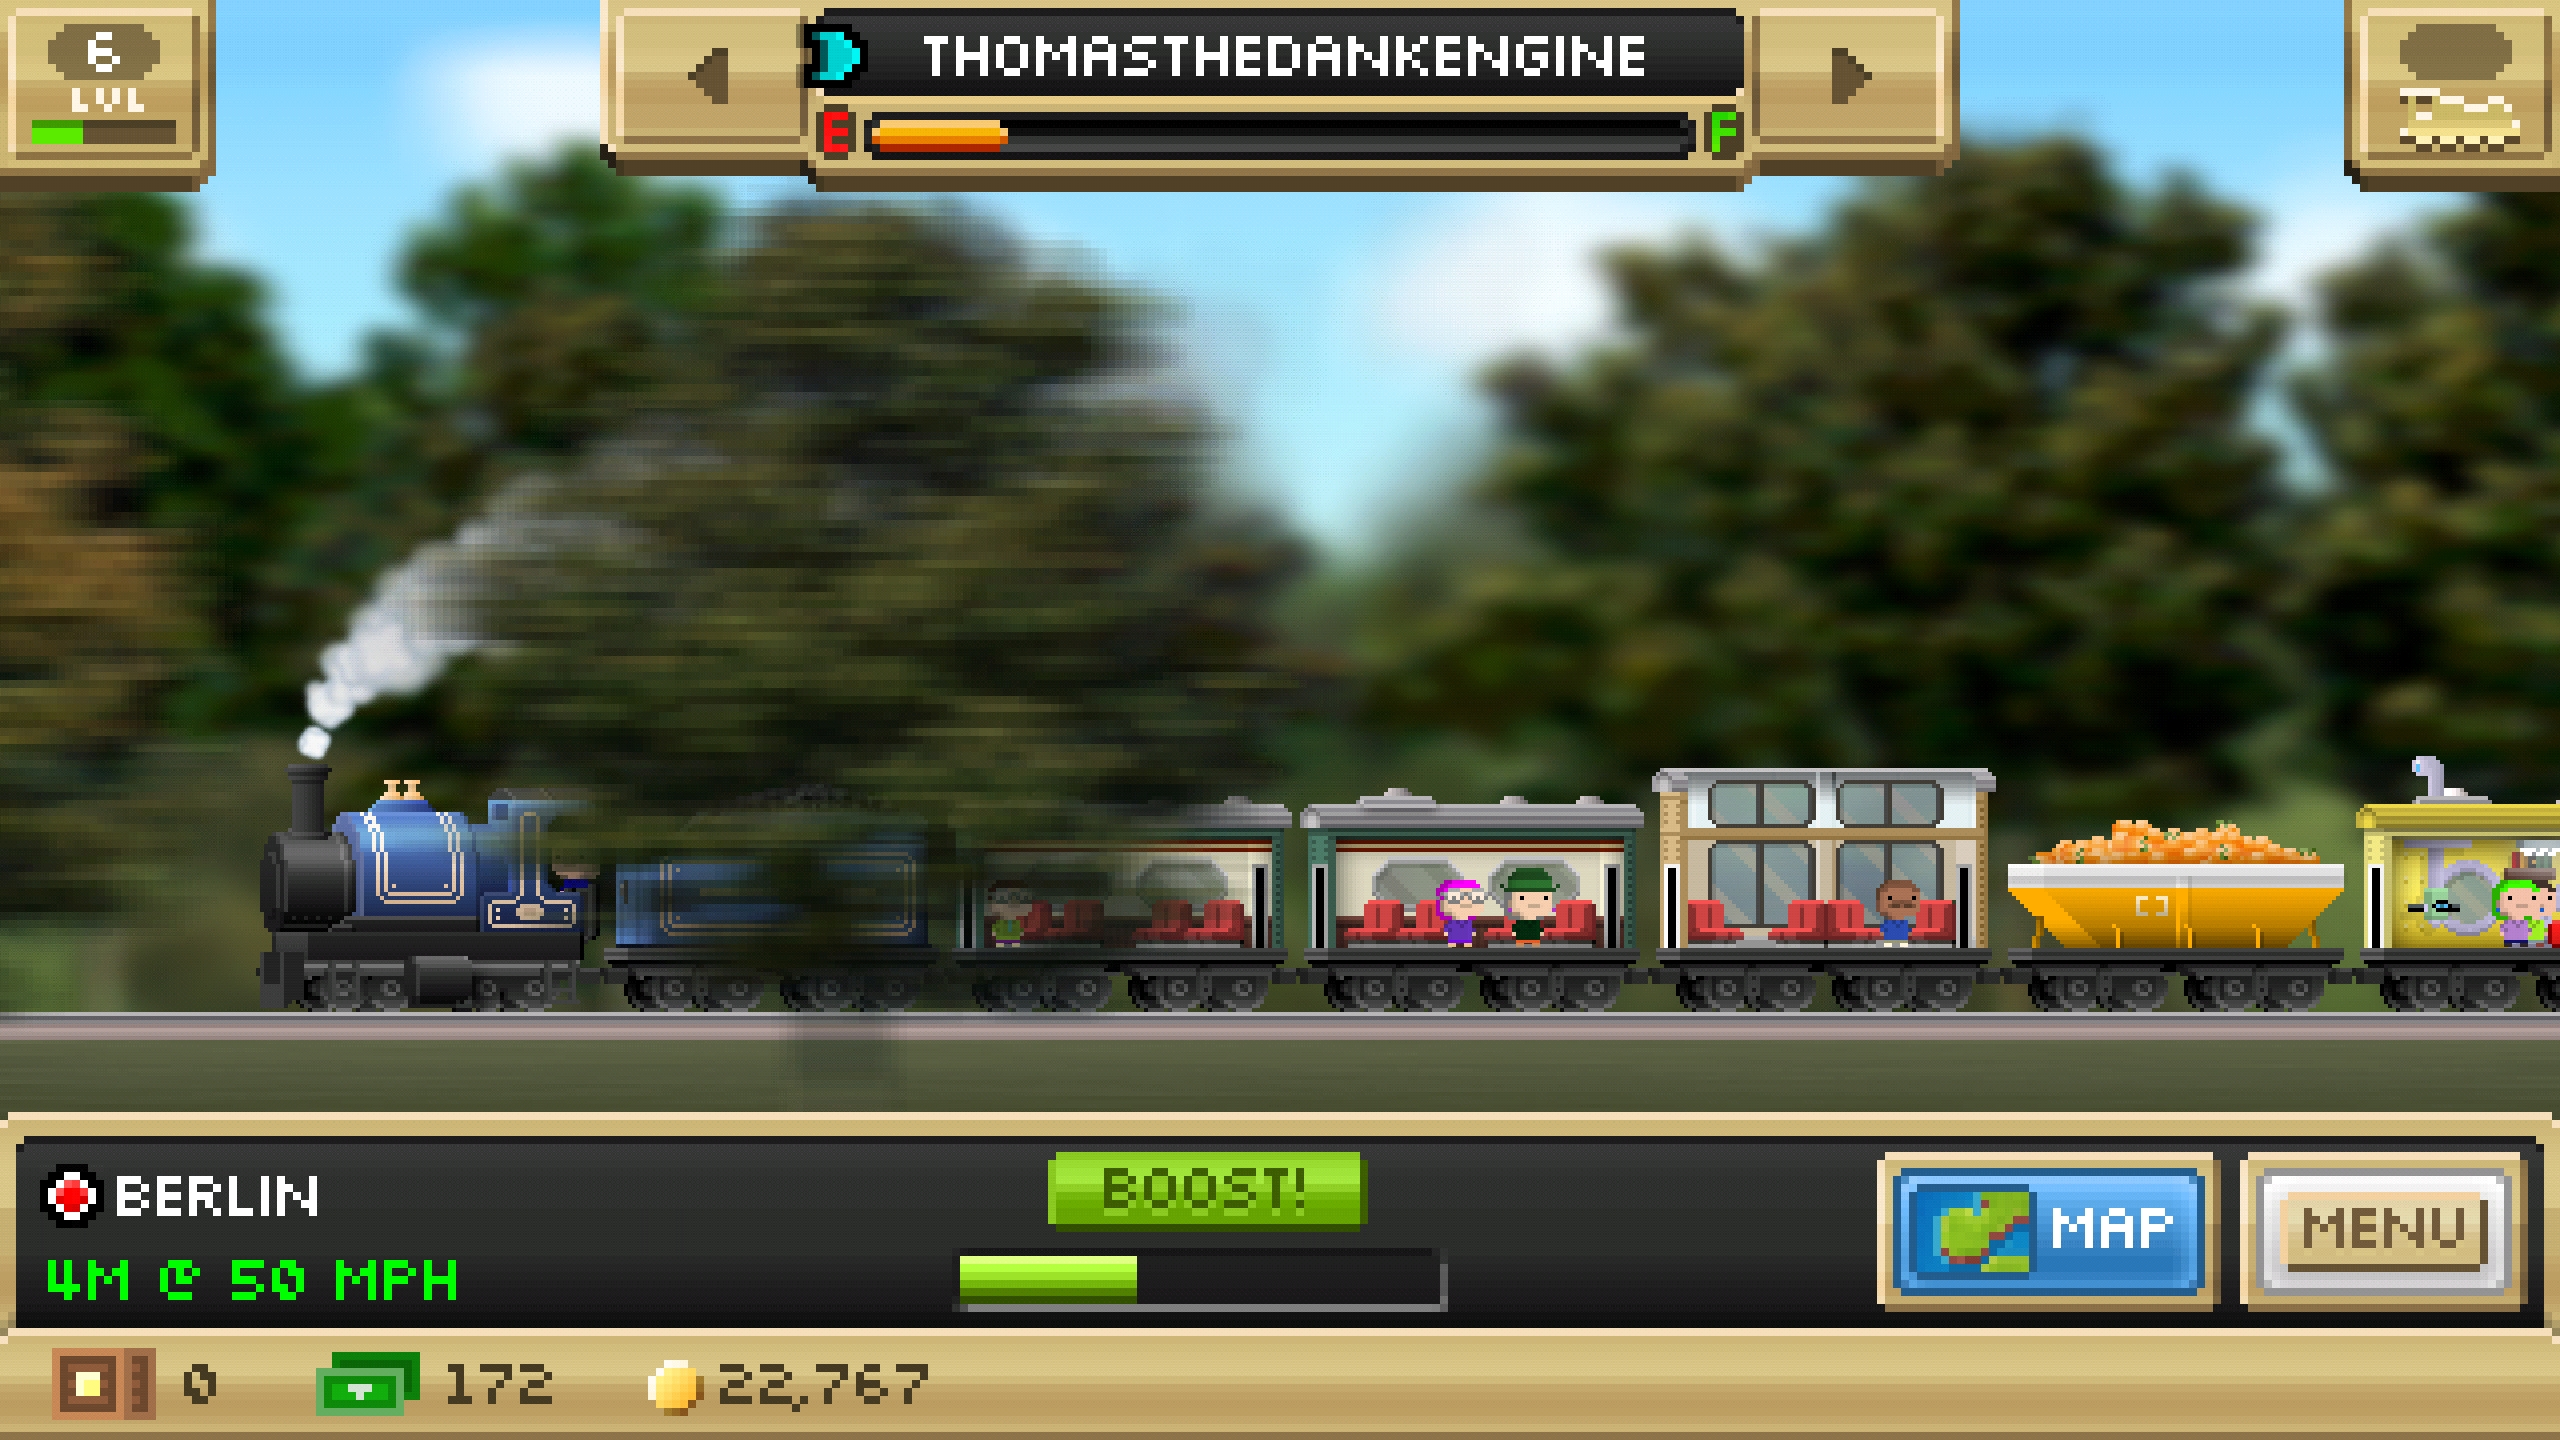 6
LVL
THOMASTHEDANKENGINE
E F
BERLIN
4M @ 50 MPH
BOOST!
MAP
MENU
0 172 22,767